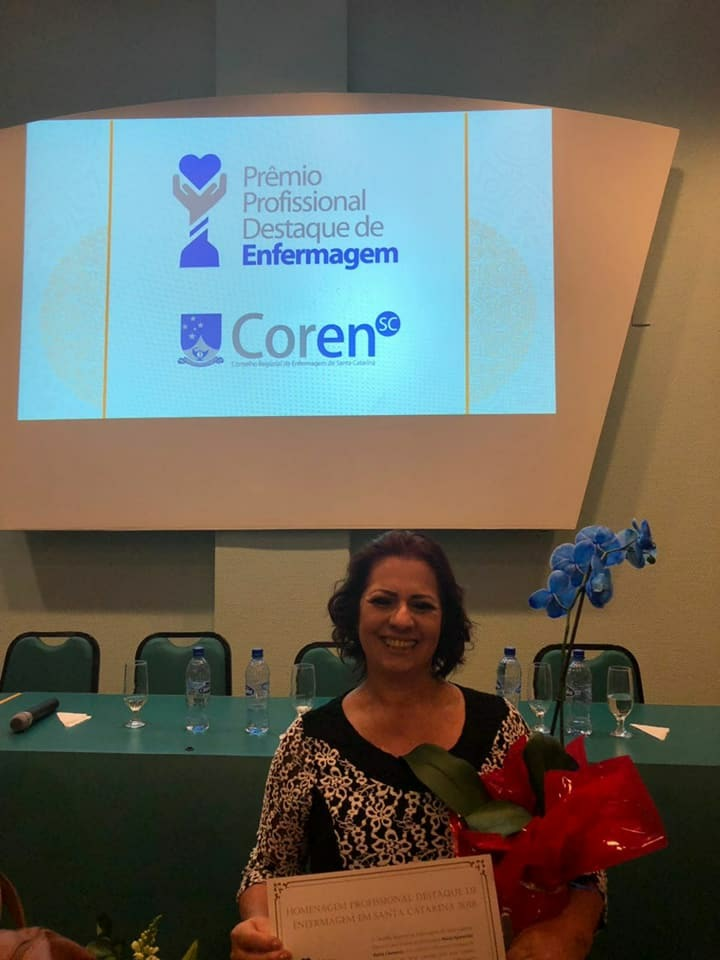 Prêmio
Profissional
Destaque de
Enfermagem
Coren SC
Conselho Regional de Enfermagem de Santa Catarina
HOMENAGEM PROFISSIONAL DESTAQUE DE
ENFERMAGEM EM SANTA CATARINA 2018